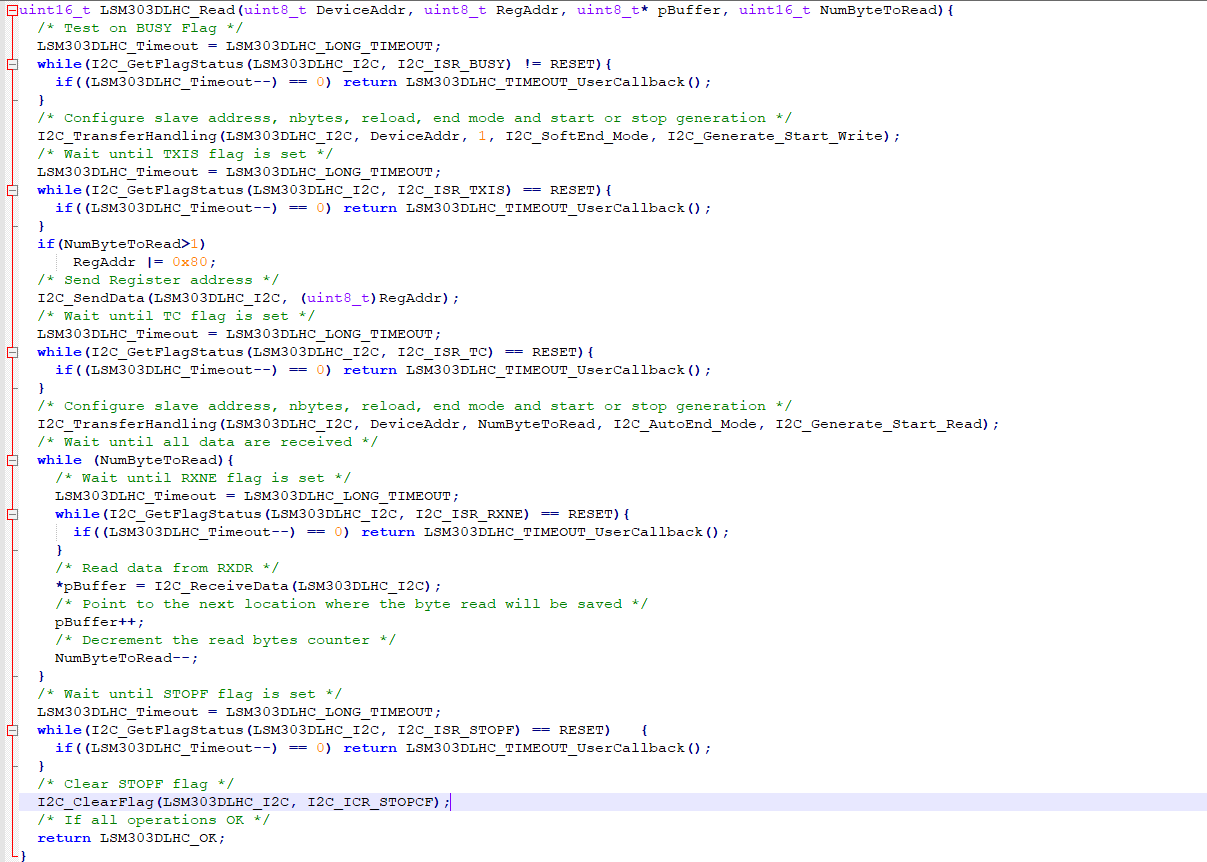 uint16_t LSM303DLHC_Read(uint8_t DeviceAddr, uint8_t RegAddr, uint8_t* pBuffer, uint16_t NumByteToRead){
  /* Test on BUSY Flag */
  LSM303DLHC_Timeout = LSM303DLHC_LONG_TIMEOUT;
  while(I2C_GetFlagStatus(LSM303DLHC_I2C, I2C_ISR_BUSY) != RESET){
    if((LSM303DLHC_Timeout--) == 0) return LSM303DLHC_TIMEOUT_UserCallback();
  }
  /* Configure slave address, nbytes, reload, end mode and start or stop generation */
  I2C_TransferHandling(LSM303DLHC_I2C, DeviceAddr, 1, I2C_SoftEnd_Mode, I2C_Generate_Start_Write);
  /* Wait until TXIS flag is set */
  LSM303DLHC_Timeout = LSM303DLHC_LONG_TIMEOUT;
  while(I2C_GetFlagStatus(LSM303DLHC_I2C, I2C_ISR_TXIS) == RESET){
    if((LSM303DLHC_Timeout--) == 0) return LSM303DLHC_TIMEOUT_UserCallback();
  }
  if(NumByteToRead>1)
      RegAddr |= 0x80;
  /* Send Register address */
  I2C_SendData(LSM303DLHC_I2C, (uint8_t)RegAddr);
  /* Wait until TC flag is set */
  LSM303DLHC_Timeout = LSM303DLHC_LONG_TIMEOUT;
  while(I2C_GetFlagStatus(LSM303DLHC_I2C, I2C_ISR_TC) == RESET){
    if((LSM303DLHC_Timeout--) == 0) return LSM303DLHC_TIMEOUT_UserCallback();
  }
  /* Configure slave address, nbytes, reload, end mode and start or stop generation */
  I2C_TransferHandling(LSM303DLHC_I2C, DeviceAddr, NumByteToRead, I2C_AutoEnd_Mode, I2C_Generate_Start_Read);
  /* Wait until all data are received */
  while (NumByteToRead){
    /* Wait until RXNE flag is set */
    LSM303DLHC_Timeout = LSM303DLHC_LONG_TIMEOUT;
    while(I2C_GetFlagStatus(LSM303DLHC_I2C, I2C_ISR_RXNE) == RESET){
      if((LSM303DLHC_Timeout--) == 0) return LSM303DLHC_TIMEOUT_UserCallback();
    }
    /* Read data from RXDR */
    *pBuffer = I2C_ReceiveData(LSM303DLHC_I2C);
    /* Point to the next location where the byte read will be saved */
    pBuffer++;
    /* Decrement the read bytes counter */
    NumByteToRead--;
  }
  /* Wait until STOPF flag is set */
  LSM303DLHC_Timeout = LSM303DLHC_LONG_TIMEOUT;
  while(I2C_GetFlagStatus(LSM303DLHC_I2C, I2C_ISR_STOPF) == RESET)   {
    if((LSM303DLHC_Timeout--) == 0) return LSM303DLHC_TIMEOUT_UserCallback();
  }
  /* Clear STOPF flag */
  I2C_ClearFlag(LSM303DLHC_I2C, I2C_ICR_STOPCF);
  /* If all operations OK */
  return LSM303DLHC_OK;
}